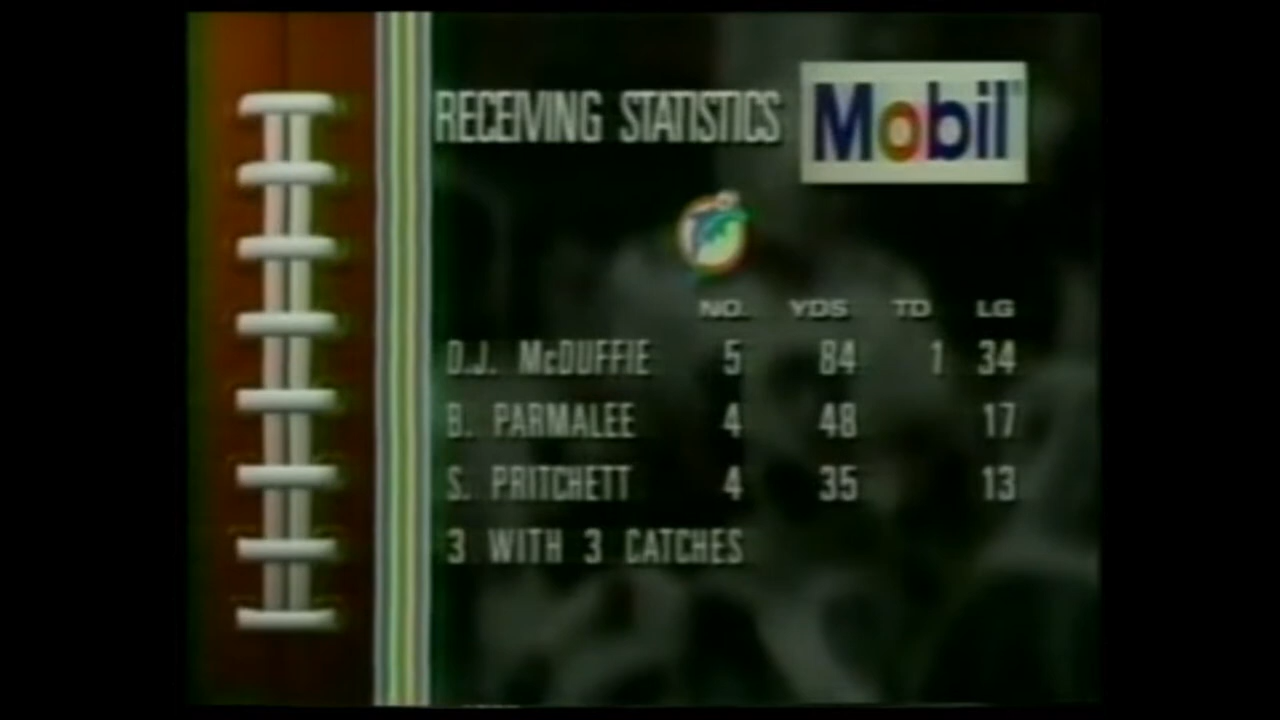 RECEIVING STATISTICS
Mobil
NO. YDS TD LG
O.J. McDUFFIE 5 84 1 34
B. PARMALEE 4 48 17
S. PRITCHETT 4 35 13
3 WITH 3 CATCHES